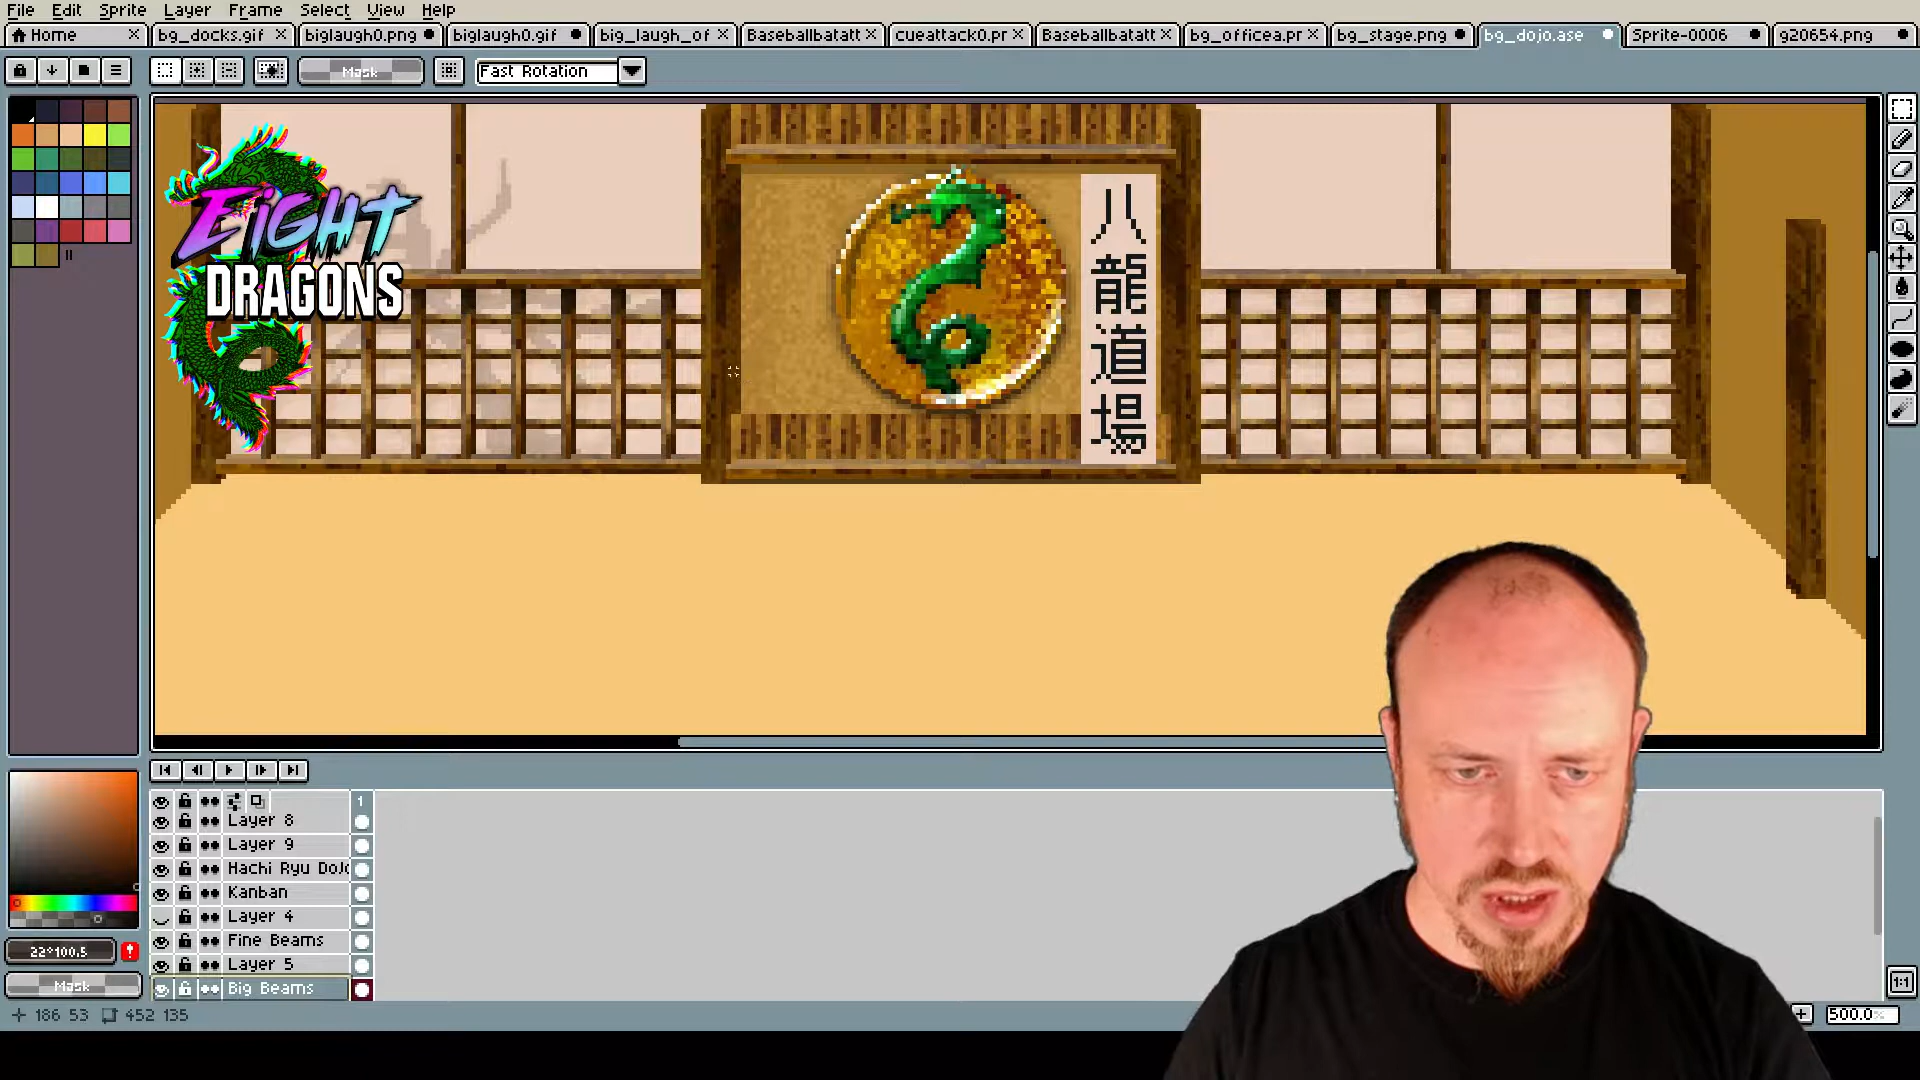 File Edit Sprite Layer Frame Select View Help
Home bg_docks.gif biglaugh0.png biglaugh0.gif big_laugh_of Baseballbatatt cueattack0.pr Baseballbatatt bg_officea.pr bg_stage.png bg_dojo.ase Sprite-0006 g20654.png
Mask Fast Rotation
EIGHT
DRAGONS
八龍道場
1
Layer 8
Layer 9
Hachi Ryu Dojo
Kanban
Layer 4
Fine Beams
Layer 5
Big Beams
22°100.5
Mask
186 53 452 135
1:1
500.0%